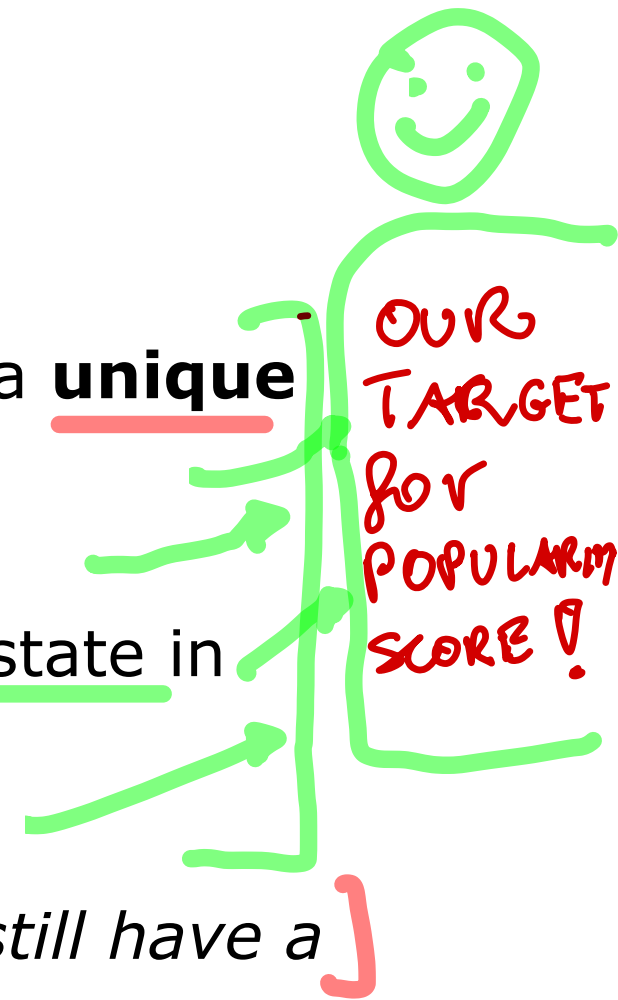 a unique
OUR
TARGET
for
POPULARITY
SCORE!
state in
still have a